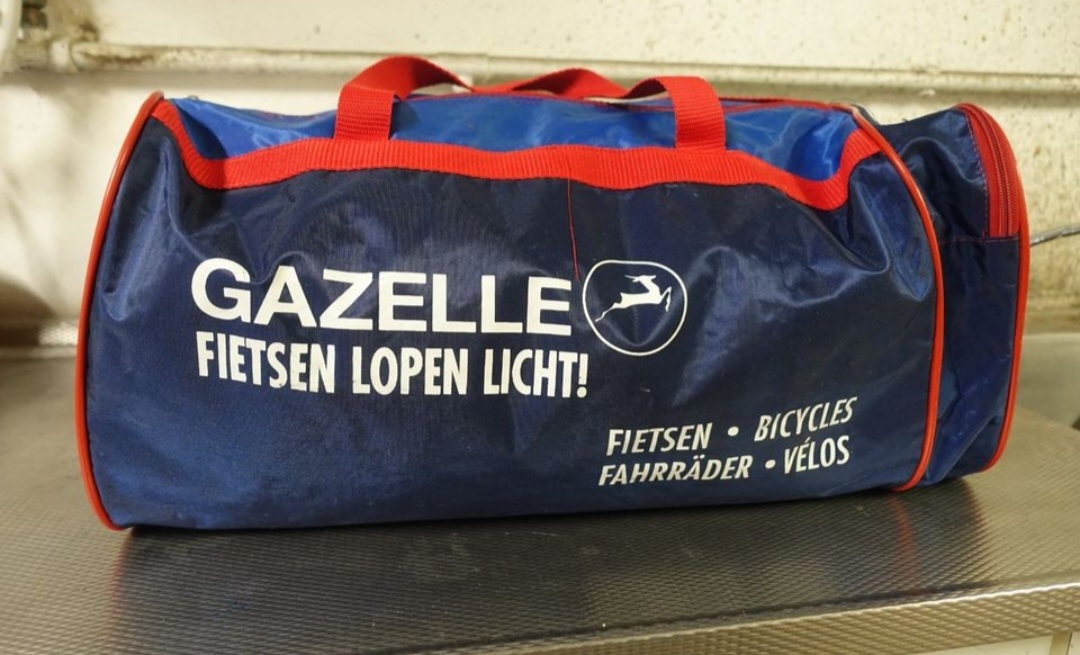 GAZELLE
FIETSEN LOPEN LICHT!
FIETSEN • BICYCLES
FAHRRÄDER • VÉLOS